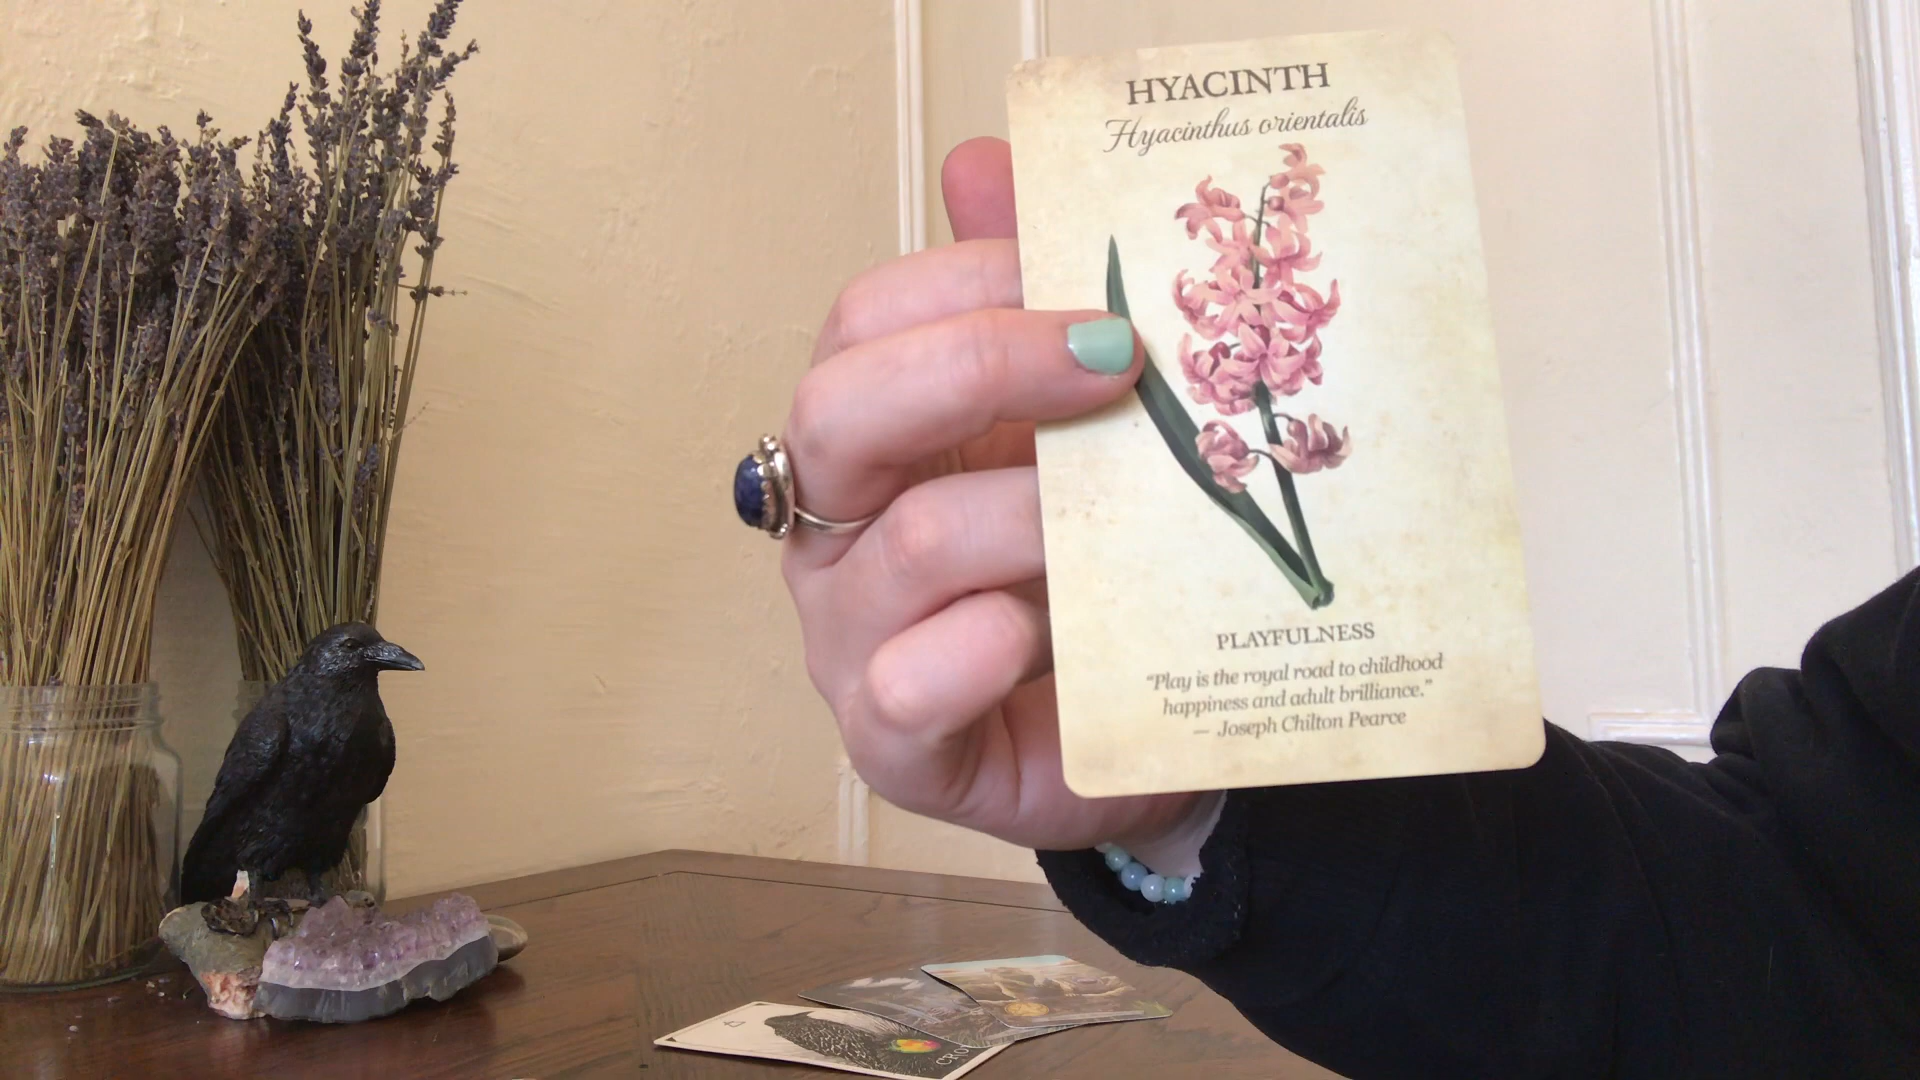 HYACINTH
Hyacinthus orientalis
PLAYFULNESS
“Play is the royal road to childhood
happiness and adult brilliance.”
— Joseph Chilton Pearce